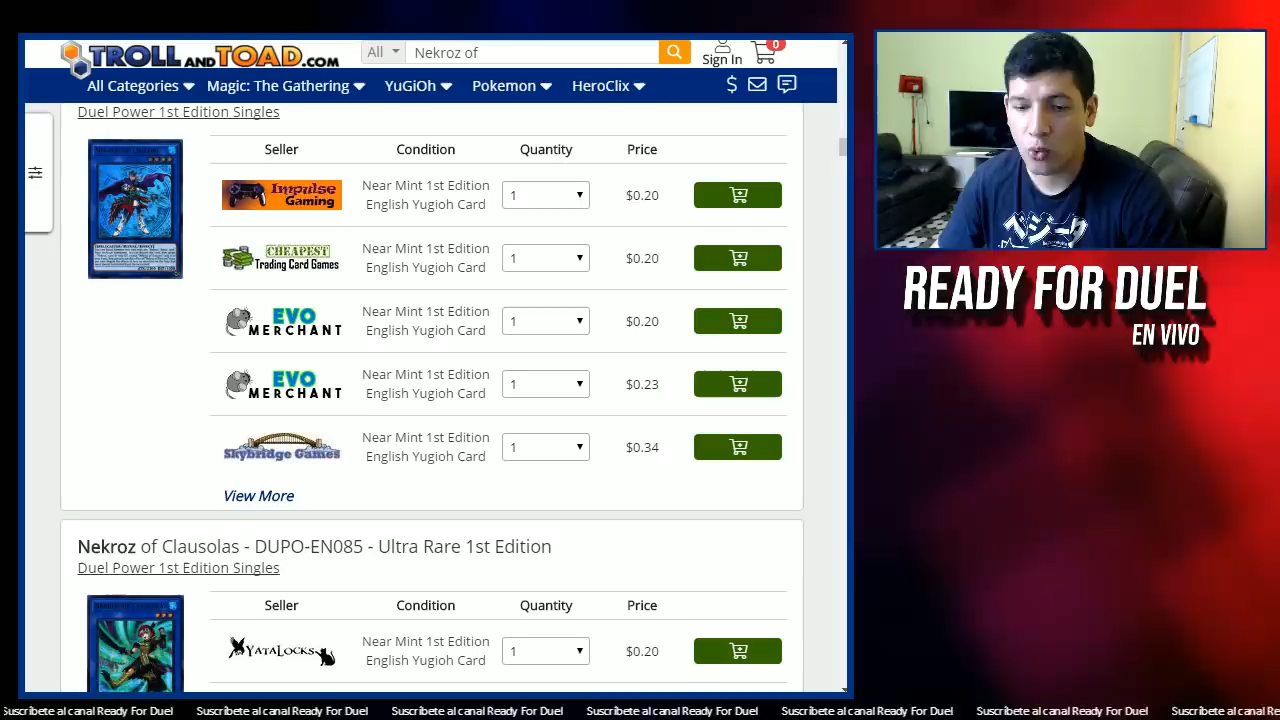 TROLL AND TOAD.COM
All
Nekroz of
Sign In
0
All Categories
Magic: The Gathering
YuGiOh
Pokemon
HeroClix
Duel Power 1st Edition Singles
Seller Condition Quantity Price
Impulse Gaming
Near Mint 1st Edition English Yugioh Card
1
$0.20
CHEAPEST Trading Card Games
Near Mint 1st Edition English Yugioh Card
1
$0.20
EVO MERCHANT
Near Mint 1st Edition English Yugioh Card
1
$0.20
EVO MERCHANT
Near Mint 1st Edition English Yugioh Card
1
$0.23
Skybridge Games
Near Mint 1st Edition English Yugioh Card
1
$0.34
View More
Nekroz of Clausolas - DUPO-EN085 - Ultra Rare 1st Edition
Duel Power 1st Edition Singles
Seller Condition Quantity Price
YATALOCKS
Near Mint 1st Edition English Yugioh Card
1
$0.20
ベジータ
READY FOR DUEL
EN VIVO
Suscríbete al canal Ready For Duel Suscríbete al canal Ready For Duel Suscríbete al canal Ready For Duel Suscríbete al canal Ready For Duel Suscríbete al canal Ready For Duel Suscríbete al canal Ready For Duel Suscríbete al canal Re